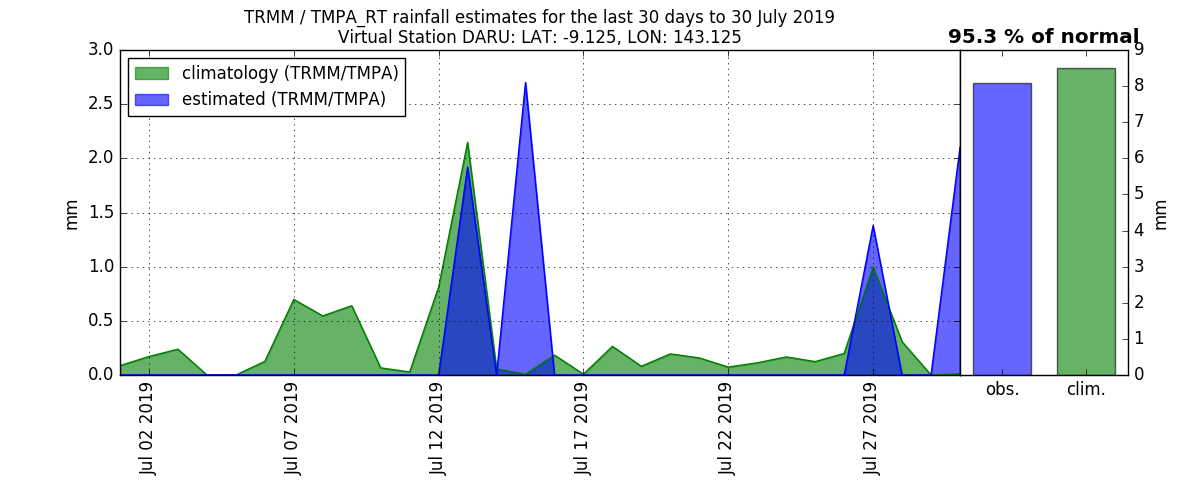 TRMM / TMPA_RT rainfall estimates for the last 30 days to 30 July 2019
Virtual Station DARU: LAT: -9.125, LON: 143.125
95.3 % of normal
climatology (TRMM/TMPA)
estimated (TRMM/TMPA)
3.0
2.5
2.0
1.5
1.0
0.5
0.0
mm
Jul 02 2019
Jul 07 2019
Jul 12 2019
Jul 17 2019
Jul 22 2019
Jul 27 2019
9
8
7
6
5
4
3
2
1
0
mm
obs.
clim.